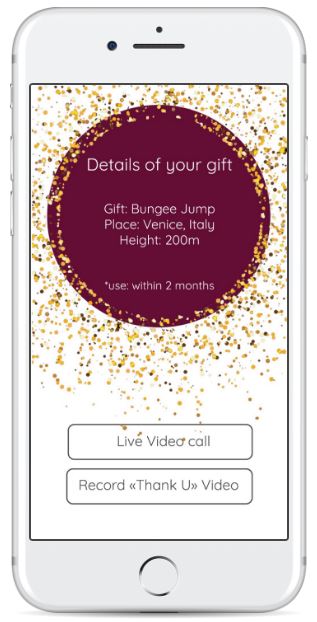 Details of your gift
Gift: Bungee Jump
Place: Venice, Italy
Height: 200m
*use: within 2 months
Live Video call
Record «Thank U» Video